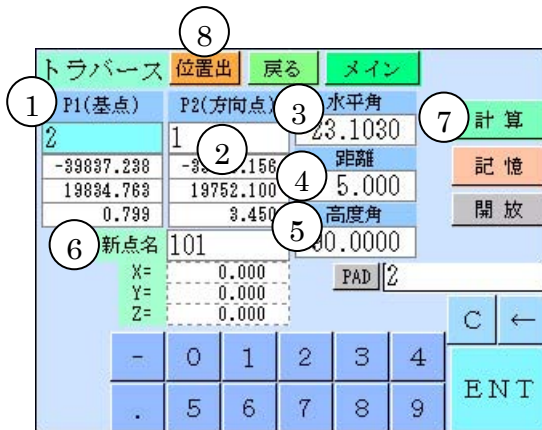 8
トラバース 位置出 戻る メイン
1 P1(基点) P2(方向点) 3 水平角
2 1 3.1030 7 計算
-39837.238 2 .156 距離 記憶
19834.763 19752.100 4 5.000 開放
0.799 3.450 5 高度角
6 新点名 101 0.0000
X= 0.000 PAD 2
Y= 0.000
Z= 0.000 C ←
- 0 1 2 3 4
ENT
. 5 6 7 8 9